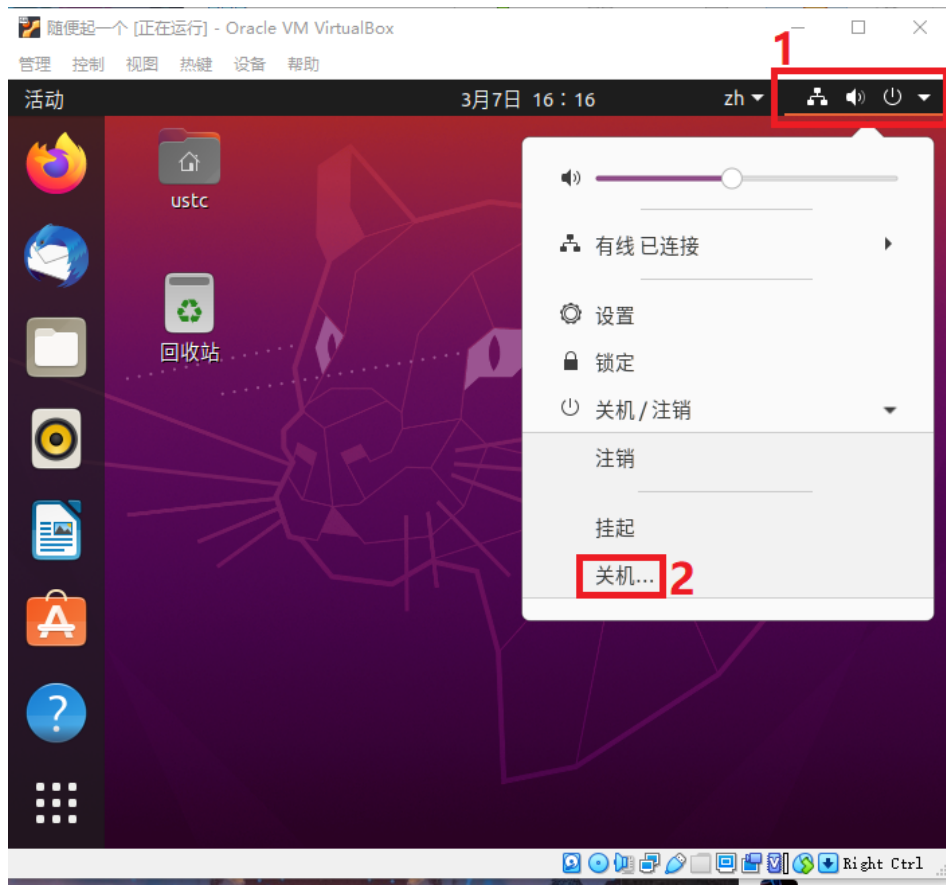 随便起一个 [正在运行] - Oracle VM VirtualBox
管理 控制 视图 热键 设备 帮助
1
活动 3月7日 16：16 zh
ustc
有线 已连接
回收站
设置
锁定
关机 / 注销
注销
挂起
关机... 2
?
Right Ctrl